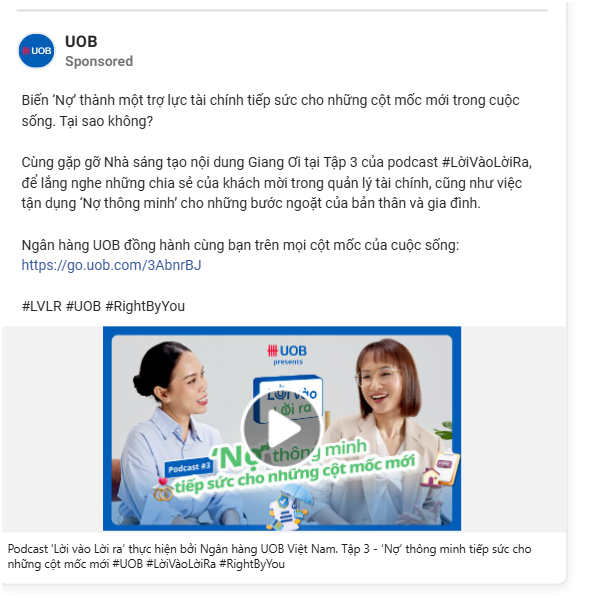 UOB
UOB
Sponsored
Biến ‘Nợ’ thành một trợ lực tài chính tiếp sức cho những cột mốc mới trong cuộc
sống. Tại sao không?
Cùng gặp gỡ Nhà sáng tạo nội dung Giang Ơi tại Tập 3 của podcast #LờiVàoLờiRa,
để lắng nghe những chia sẻ của khách mời trong quản lý tài chính, cũng như việc
tận dụng ‘Nợ thông minh’ cho những bước ngoặt của bản thân và gia đình.
Ngân hàng UOB đồng hành cùng bạn trên mọi cột mốc của cuộc sống:
https://go.uob.com/3AbnrBJ
#LVLR #UOB #RightByYou
UOB
presents
Lời vào
Lời ra
Podcast #3
‘Nợ’ thông minh
tiếp sức cho những cột mốc mới
Podcast ‘Lời vào Lời ra’ thực hiện bởi Ngân hàng UOB Việt Nam. Tập 3 - ‘Nợ’ thông minh tiếp sức cho
những cột mốc mới #UOB #LờiVàoLờiRa #RightByYou